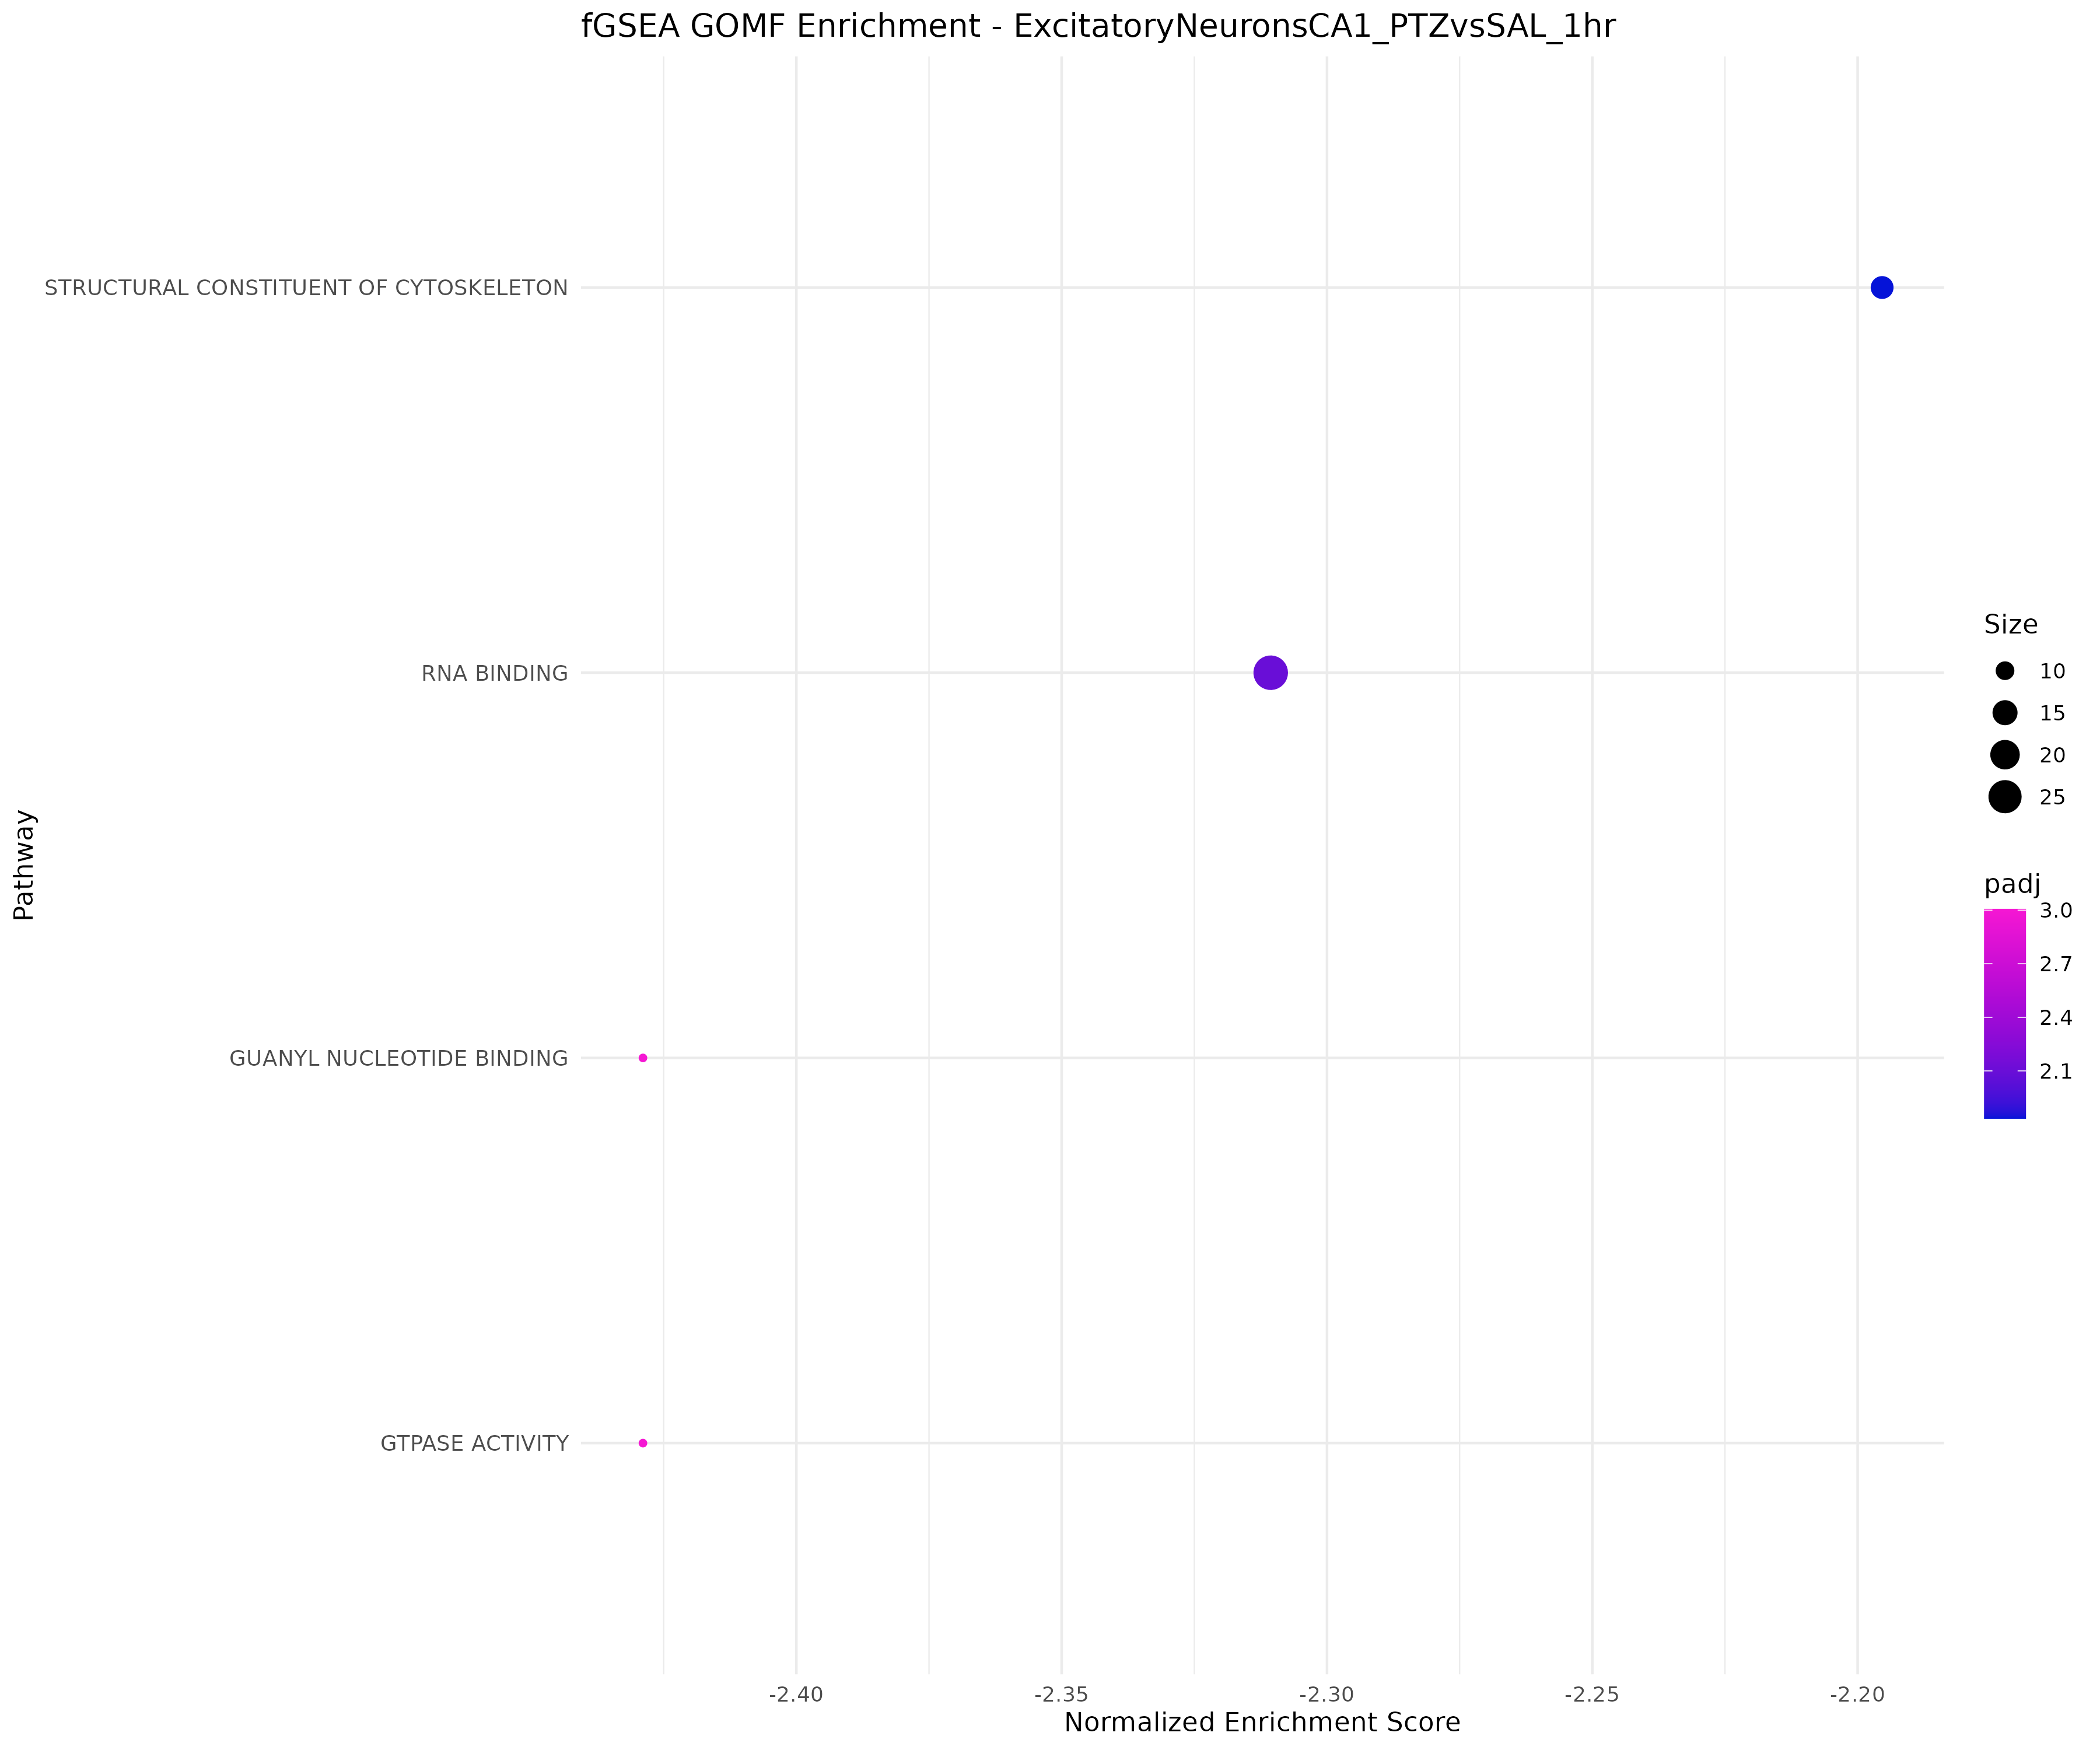 fGSEA GOMF Enrichment - ExcitatoryNeuronsCA1_PTZvsSAL_1hr
STRUCTURAL CONSTITUENT OF CYTOSKELETON
RNA BINDING
GUANYL NUCLEOTIDE BINDING
GTPASE ACTIVITY
Pathway
-2.40
-2.35
-2.30
-2.25
-2.20
Normalized Enrichment Score
Size
10
15
20
25
padj
3.0
2.7
2.4
2.1